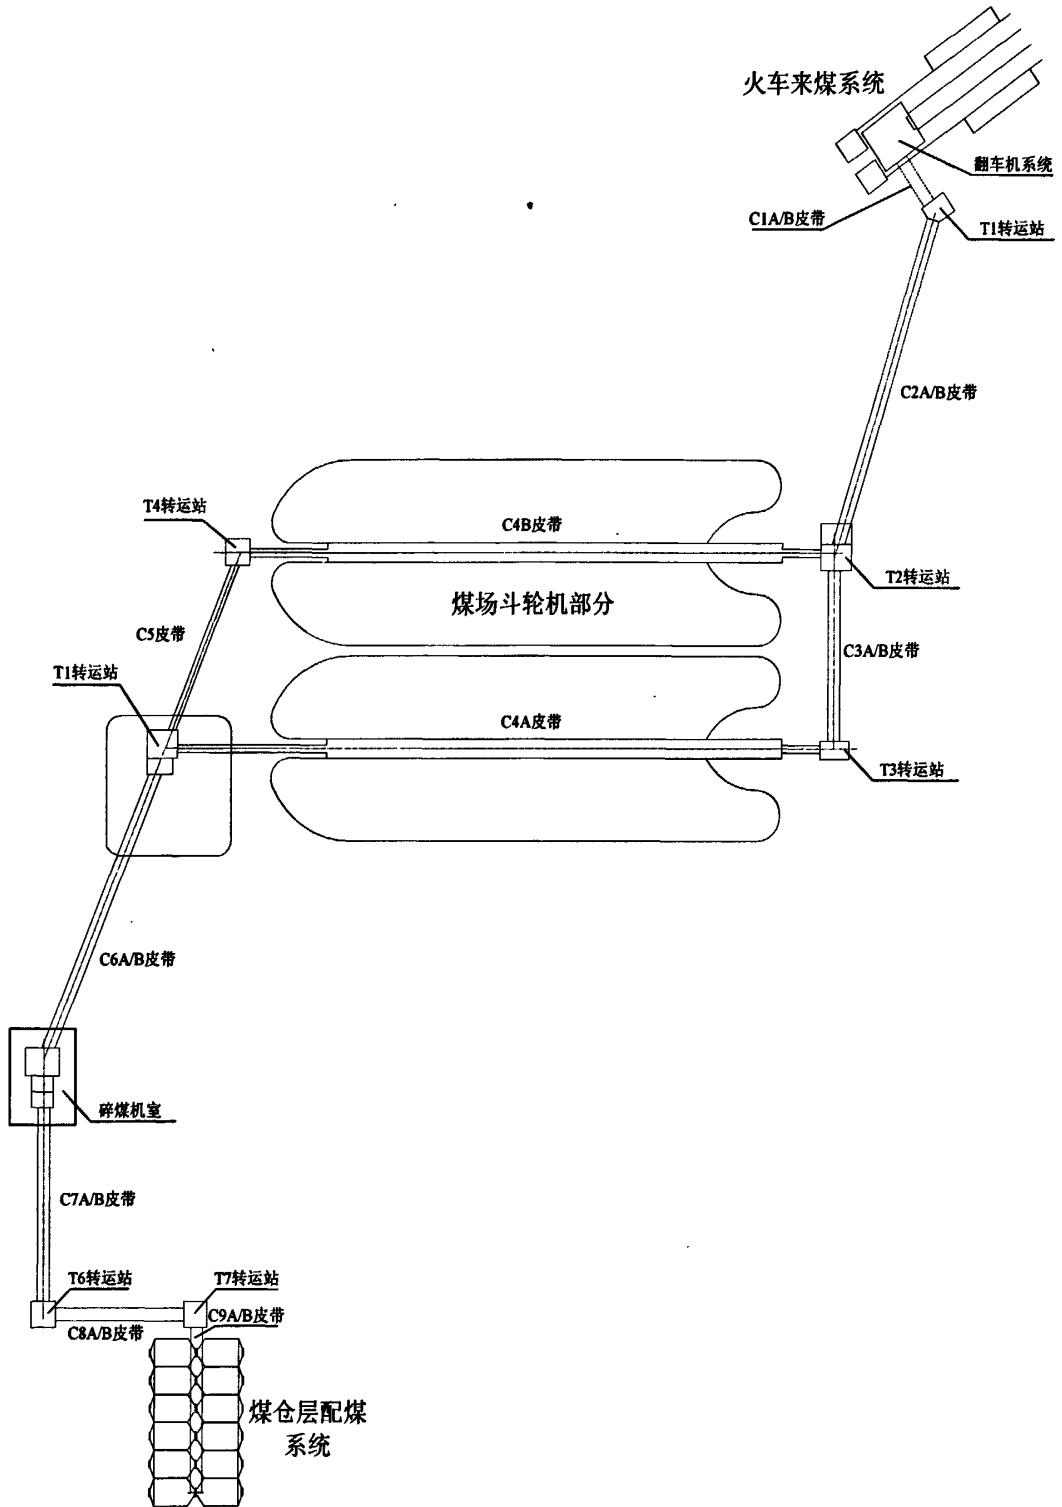 火车来煤系统
翻车机系统
C1A/B皮带
T1转运站
C2A/B皮带
T4转运站
C4B皮带
T2转运站
煤场斗轮机部分
C5皮带
C3A/B皮带
T1转运站
C4A皮带
T3转运站
C6A/B皮带
碎煤机室
C7A/B皮带
T6转运站
T7转运站
C9A/B皮带
C8A/B皮带
煤仓层配煤
系统